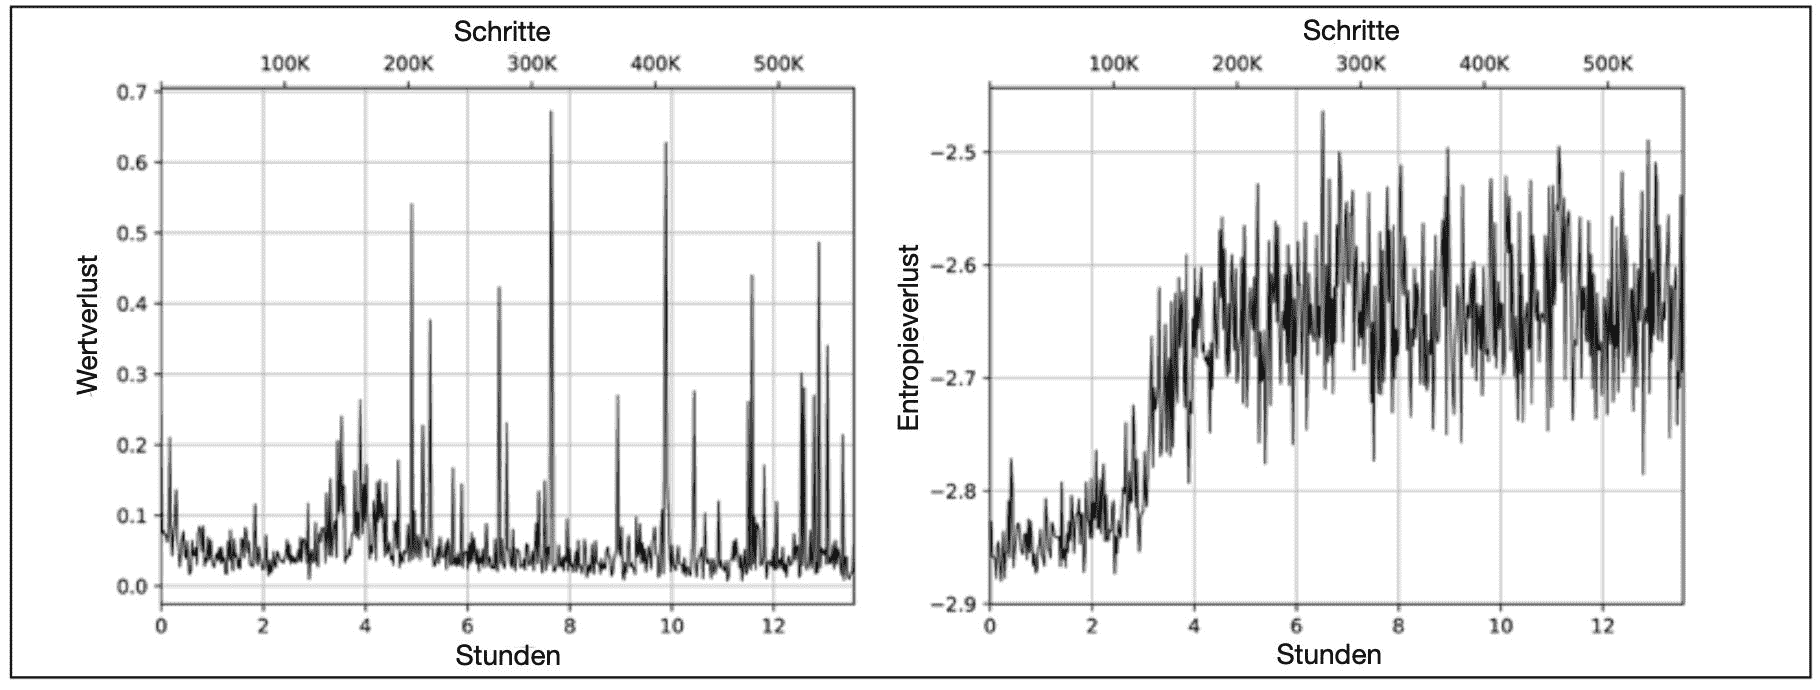 Schritte
100K 200K 300K 400K 500K
0.7
0.6
0.5
0.4
0.3
0.2
0.1
0.0
Wertverlust
0 2 4 6 8 10 12
Stunden
Schritte
100K 200K 300K 400K 500K
−2.5
−2.6
−2.7
−2.8
−2.9
Entropieverlust
0 2 4 6 8 10 12
Stunden